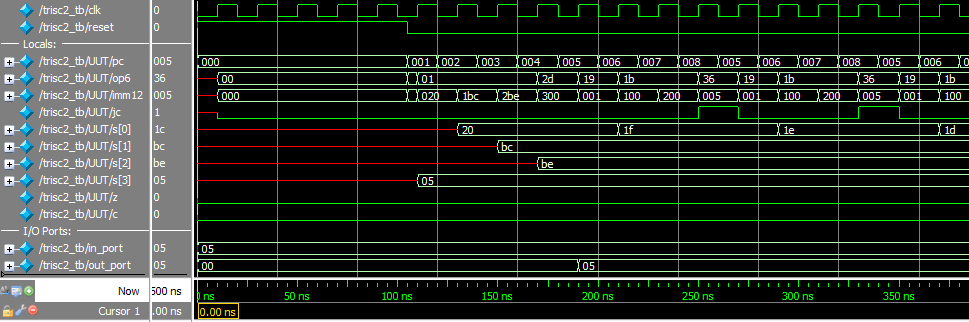 /trisc2_tb/clk 0
/trisc2_tb/reset 0
Locals:
/trisc2_tb/UUT/pc 005 000 001 002 003 004 005 006 007 008 005 006 007 008 005 006
/trisc2_tb/UUT/op6 36 00 01 2d 19 1b 36 19 1b 36 19 1b
/trisc2_tb/UUT/imm12 005 000 020 1bc 2be 300 001 100 200 005 001 100 200 005 001 100
/trisc2_tb/UUT/jc 1
/trisc2_tb/UUT/s[0] 1c 20 1f 1e 1d
/trisc2_tb/UUT/s[1] bc bc
/trisc2_tb/UUT/s[2] be be
/trisc2_tb/UUT/s[3] 05 05
/trisc2_tb/UUT/z 0
/trisc2_tb/UUT/c 0
I/O Ports:
/trisc2_tb/in_port 05 05
/trisc2_tb/out_port 05 00 05
Now 500 ns 50 ns 100 ns 150 ns 200 ns 250 ns 300 ns 350 ns
Cursor 1 .00 ns 0.00 ns